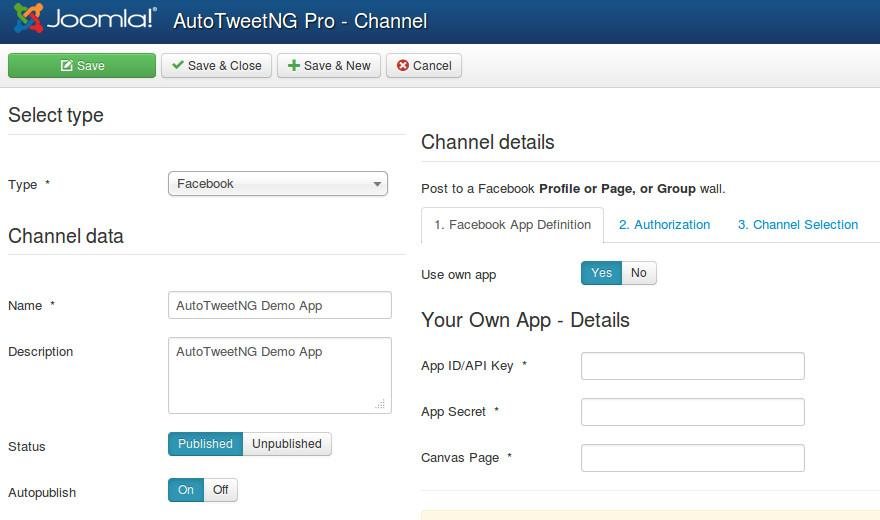 Joomla!® AutoTweetNG Pro - Channel
Save Save & Close Save & New Cancel
Select type
Type * Facebook
Channel data
Name * AutoTweetNG Demo App
Description AutoTweetNG Demo App
Status Published Unpublished
Autopublish On Off
Channel details
Post to a Facebook Profile or Page, or Group wall.
1. Facebook App Definition 2. Authorization 3. Channel Selection
Use own app Yes No
Your Own App - Details
App ID/API Key *
App Secret *
Canvas Page *